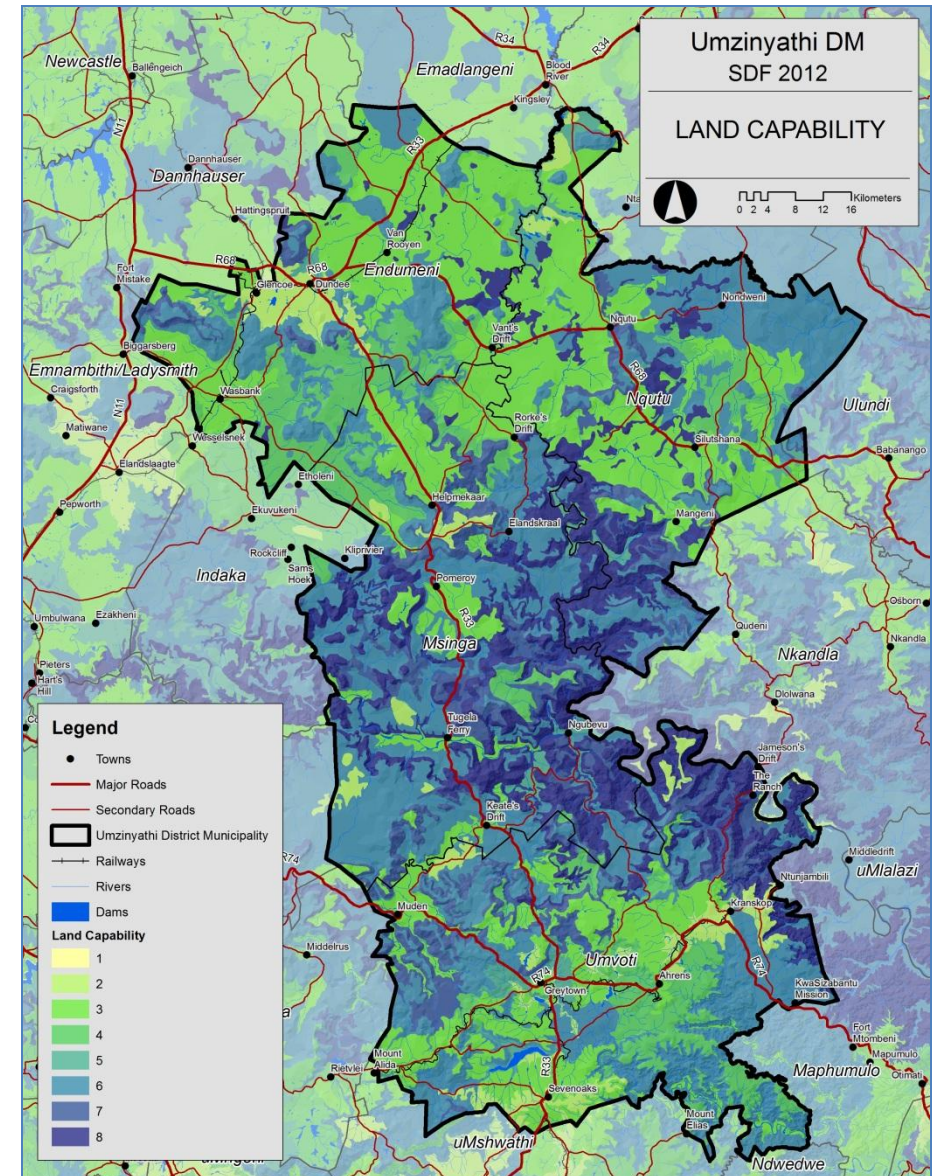 Umzinyathi DM
SDF 2012
LAND CAPABILITY
Kilometers
0 2 4 8 12 16
Newcastle
Ballengeich
Emadlangeni
R34
R34
Blood
River
Kingsley
N11
R33
Dannhauser
Dannhauser
Hattingspruit
Van
Rooyen
Endumeni
R68
R68
Glencoe
Dundee
Fort
Mistake
Nondweni
Vant's
Drift
Nqutu
Biggarsberg
Emnambithi/Ladysmith
Craigsforth
Wasbank
R68
Nqutu
Ulundi
N11
Matiwane
Rorke's
Drift
Wesselsnek
Silutshana
Babanango
Elandslaagte
Etholeni
Pepworth
Helpmekaar
Ekuvukeni
Elandskraal
Mangeni
Rockcliff
Sams
Hoek
Kliprivier
Indaka
Pomeroy
Osborn
Umbulwana
Ezakheni
R33
Msinga
Qudeni
Nkandla
Nkandla
Pieters
Hart's
Hill
Dlolwana
Tugela
Ferry
Ngubevu
Jameson's
Drift
The
Ranch
Keate's
Drift
Middledrift
uMlalazi
R74
Ntunjambili
Muden
Kranskop
Middelrus
Umvoti
R74
Ahrens
R74
Greytown
KwaSizabantu
Mission
Fort
Mtombeni
Mapumulo
Maphumulo
Otimati
Mount
Alida
Rietvlei
R33
Sevenoaks
Mount
Elias
uMshwathi
Ndwedwe
Legend
Towns
Major Roads
Secondary Roads
Umzinyathi District Municipality
Railways
Rivers
Dams
Land Capability
1
2
3
4
5
6
7
8